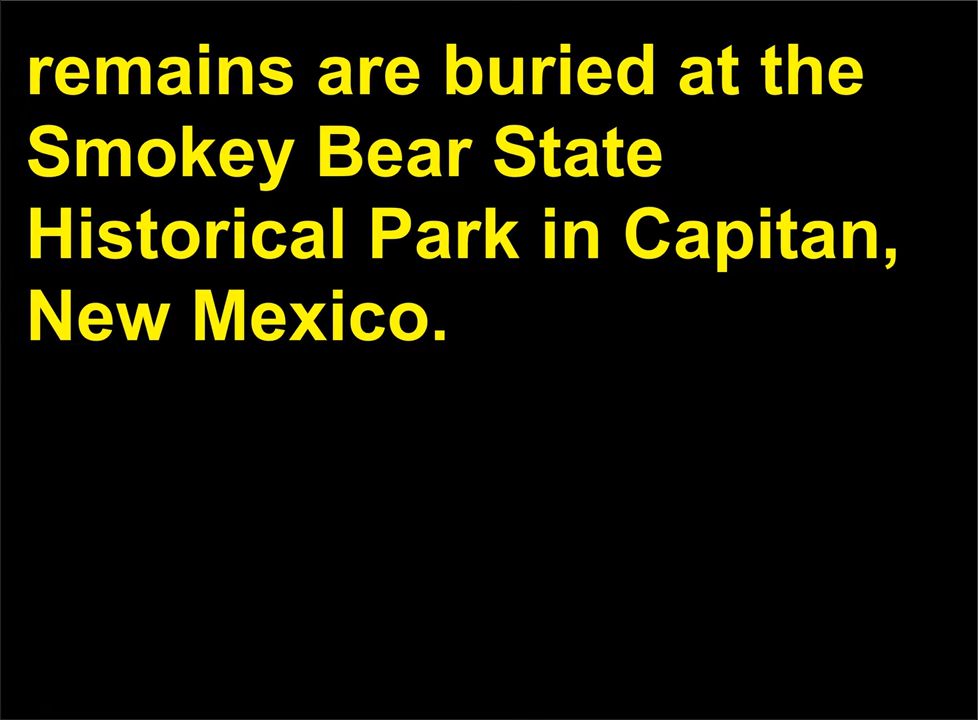 remains are buried at the
Smokey Bear State
Historical Park in Capitan,
New Mexico.